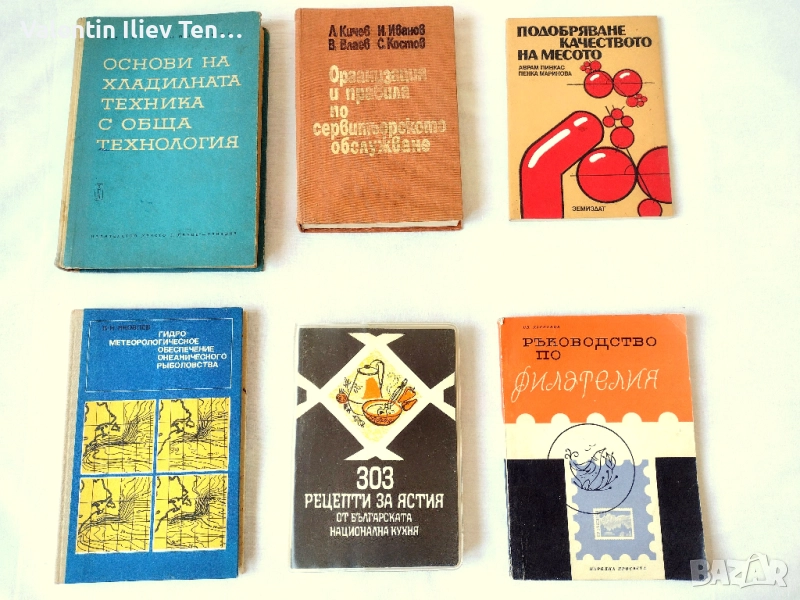 Valentin Iliev Ten...
ОСНОВИ НА
ХЛАДИЛНАТА
ТЕХНИКА
С ОБЩА
ТЕХНОЛОГИЯ
Л. Кичев И. Иванов
В. Влаев С. Костов
Организация
и правила
по
сервитьорското
обслужване
ПОДОБРЯВАНЕ
КАЧЕСТВОТО
НА МЕСОТО
АВРАМ ПИНКАС
ПЕНКА МАРИНОВА
ЗЕМИЗДАТ
ГИДРО
МЕТЕОРОЛОГИЧЕСКОЕ
ОБЕСПЕЧЕНИЕ
ОКЕАНИЧЕСКОГО
РЫБОЛОВСТВА
303
РЕЦЕПТИ ЗА ЯСТИЯ
ОТ БЪЛГАРСКАТА
НАЦИОНАЛНА КУХНЯ
РЪКОВОДСТВО
ПО
ФИЛАТЕЛИЯ
НАРОДНА ПРОСВЕТА
BAZAR